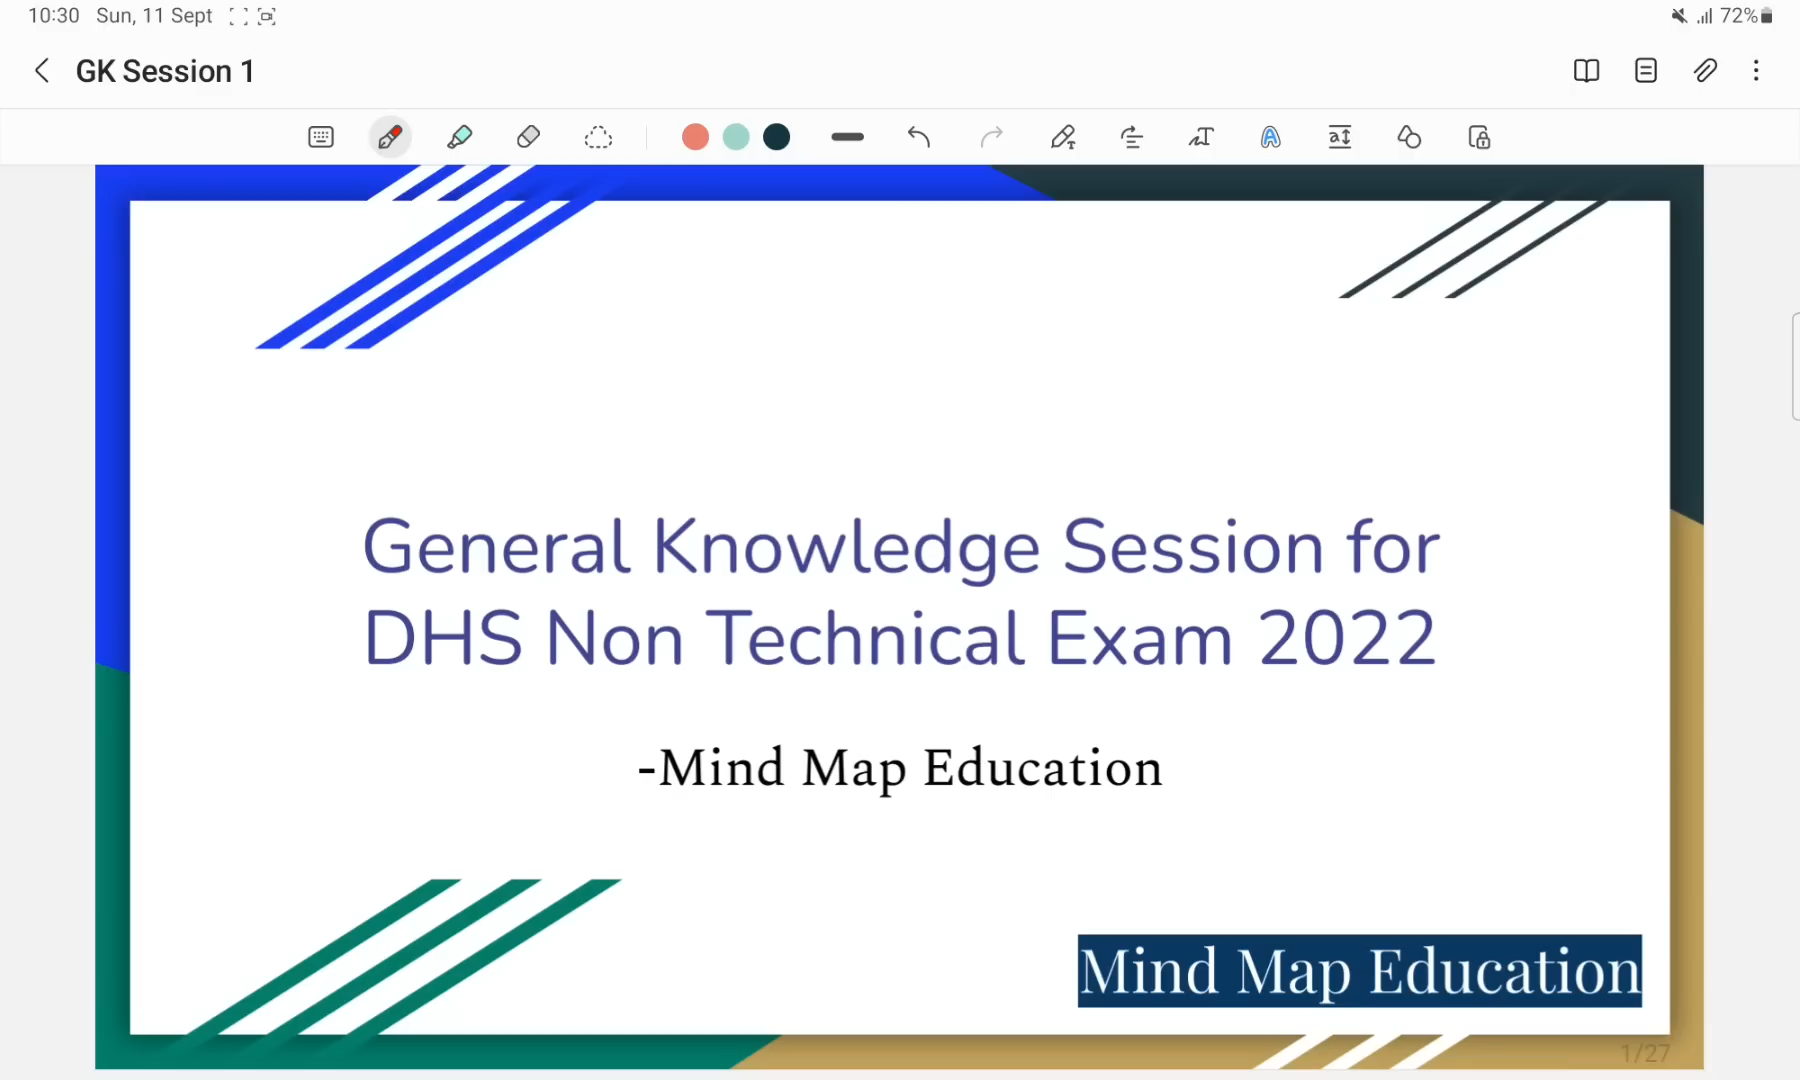 10:30 Sun, 11 Sept
72%
GK Session 1
General Knowledge Session for
DHS Non Technical Exam 2022
-Mind Map Education
Mind Map Education
1/27